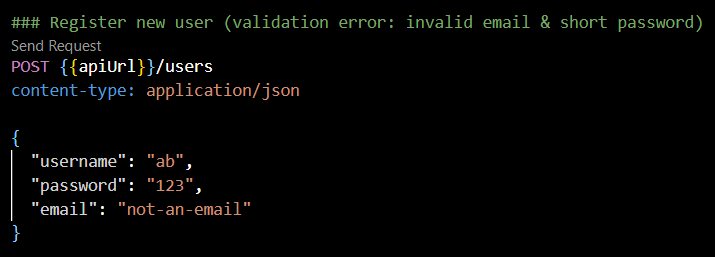 ### Register new user (validation error: invalid email & short password)
Send Request
POST {{apiUrl}}/users
content-type: application/json
{
"username": "ab",
"password": "123",
"email": "not-an-email"
}